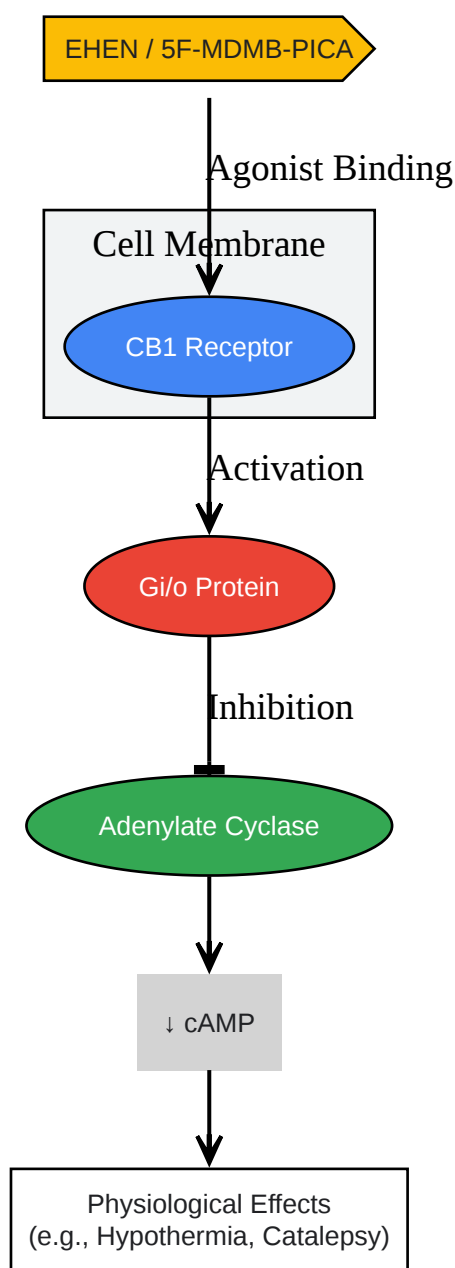 EHEN / 5F-MDMB-PICA
Agonist Binding
Cell Membrane
CB1 Receptor
Activation
Gi/o Protein
Inhibition
Adenylate Cyclase
↓ cAMP
Physiological Effects
(e.g., Hypothermia, Catalepsy)